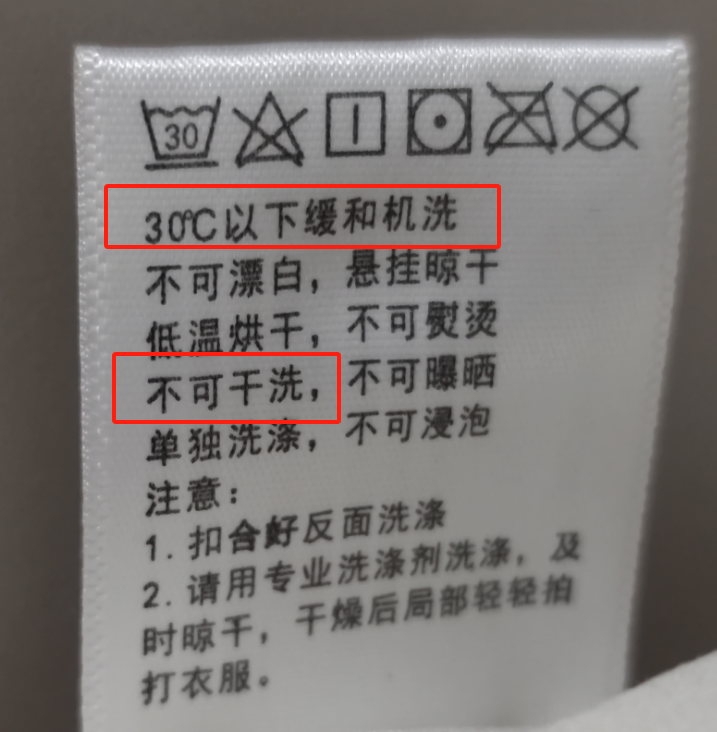 30
30℃以下缓和机洗
不可漂白，悬挂晾干
低温烘干，不可熨烫
不可干洗，不可曝晒
单独洗涤，不可浸泡
注意：
1.扣合好反面洗涤
2.请用专业洗涤剂洗涤，及
时晾干，干燥后局部轻轻拍
打衣服。